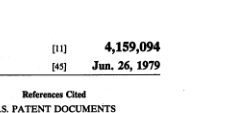 [11] 4,159,094
[45] Jun. 26, 1979
References Cited
S. PATENT DOCUMENTS